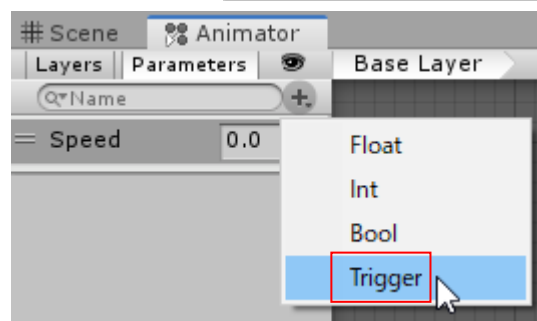 # Scene Animator
Layers Parameters Base Layer
Name
= Speed 0.0
Float
Int
Bool
Trigger